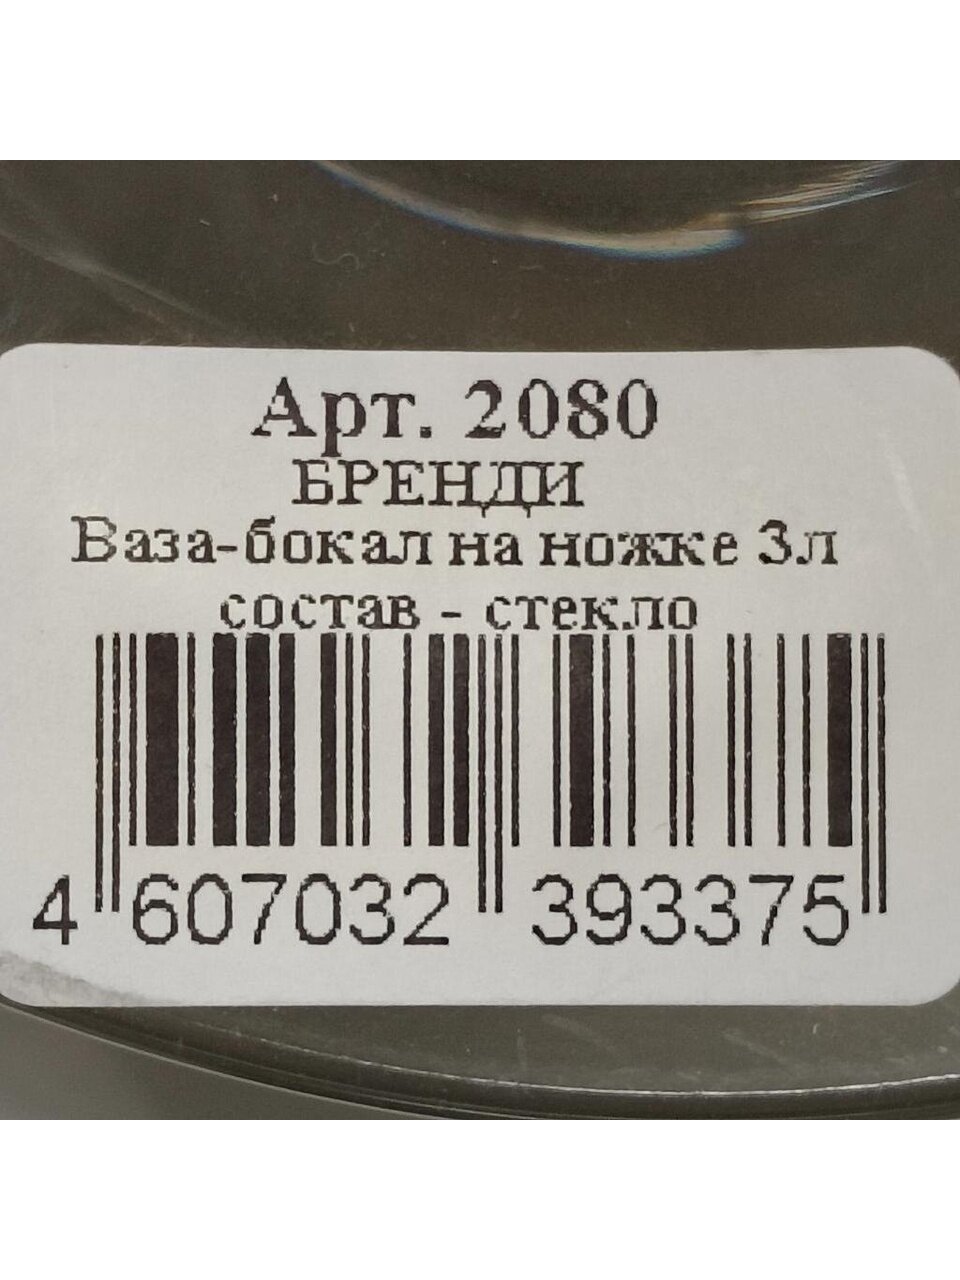 Арт. 2080
БРЕНДИ
Ваза-бокал на ножке 3л
состав - стекло
4 607032 393375